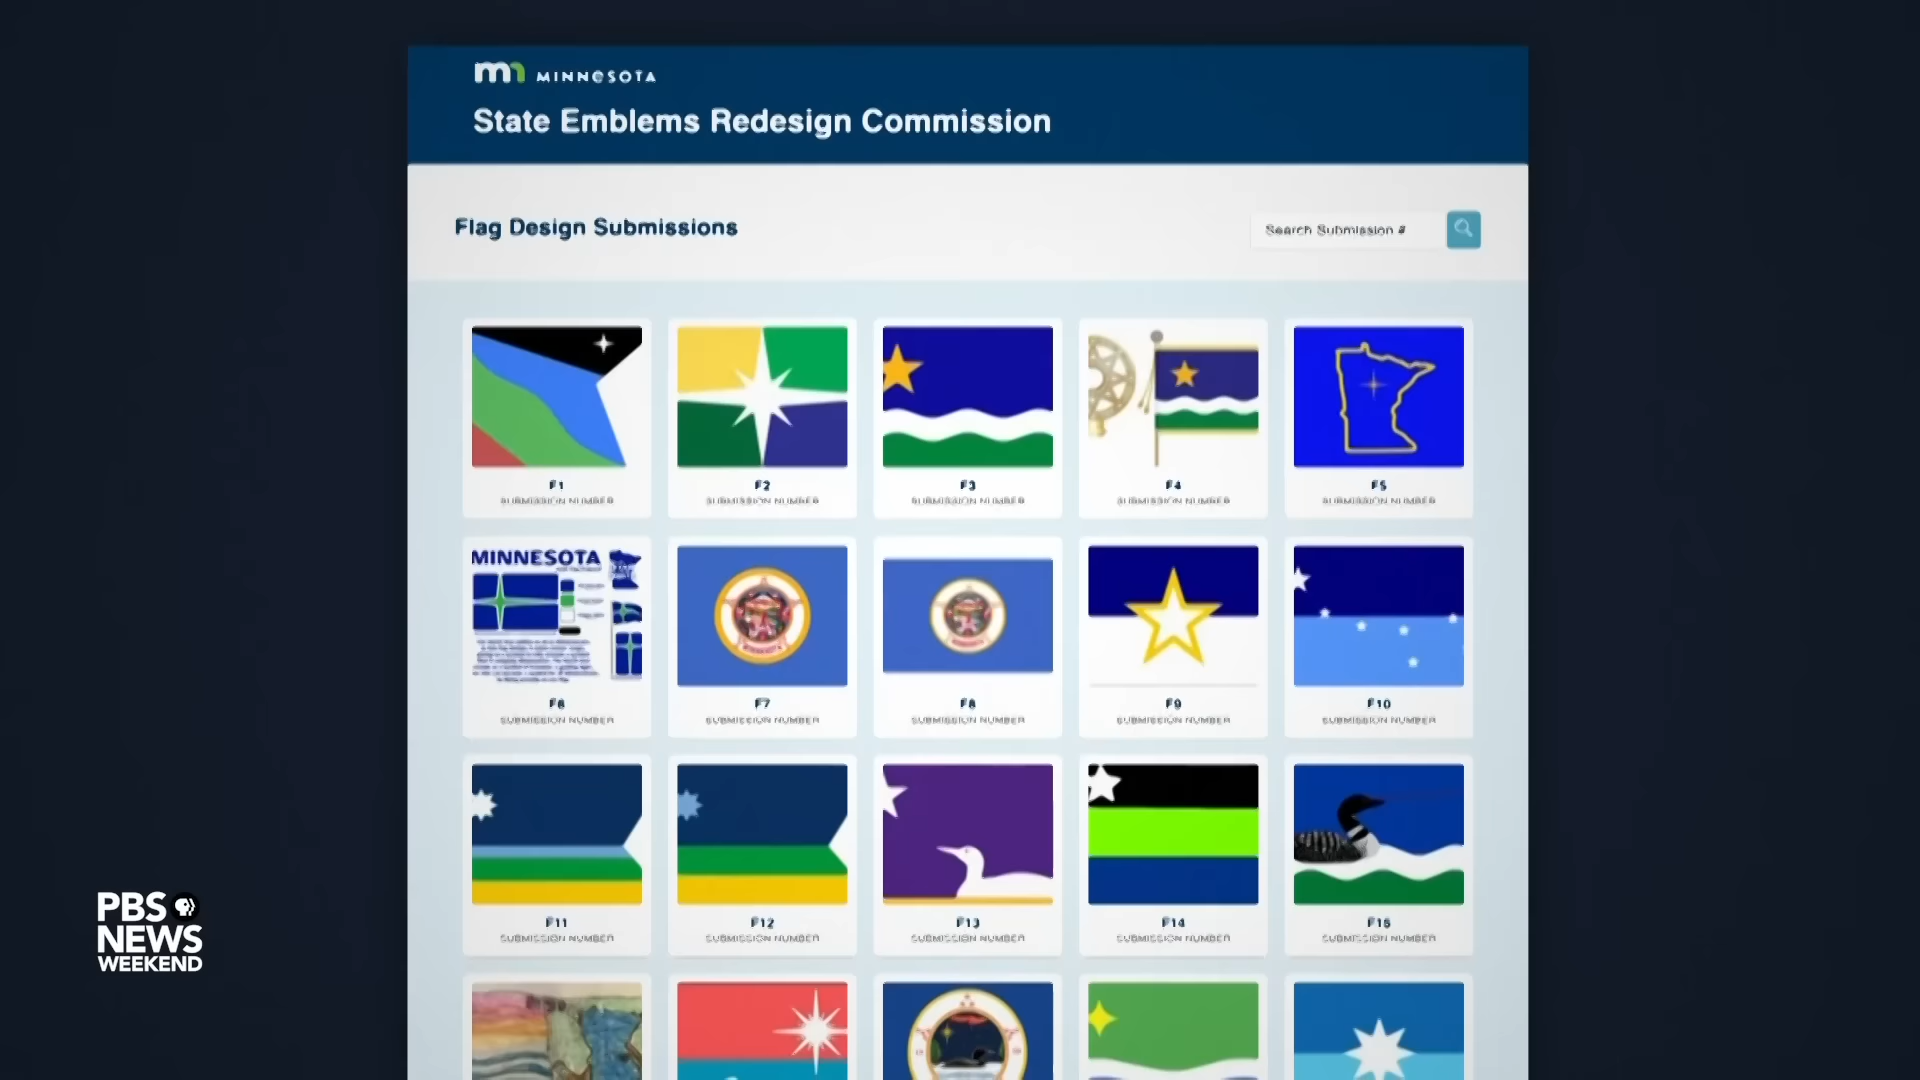 mn MINNESOTA
State Emblems Redesign Commission
Flag Design Submissions
Search Submission #
F1
SUBMISSION NUMBER
F2
SUBMISSION NUMBER
F3
SUBMISSION NUMBER
F4
SUBMISSION NUMBER
F5
SUBMISSION NUMBER
MINNESOTA
MINNESOTA
F6
SUBMISSION NUMBER
F7
SUBMISSION NUMBER
F8
SUBMISSION NUMBER
F9
SUBMISSION NUMBER
F10
SUBMISSION NUMBER
F11
SUBMISSION NUMBER
F12
SUBMISSION NUMBER
F13
SUBMISSION NUMBER
F14
SUBMISSION NUMBER
F15
SUBMISSION NUMBER
PBS
NEWS
WEEKEND